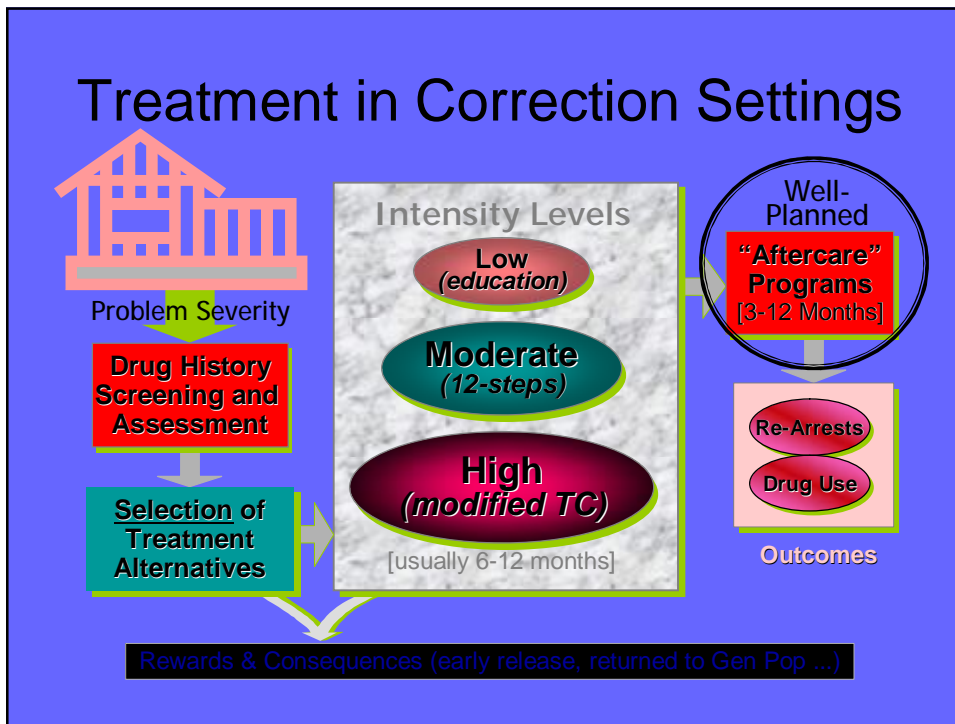 Treatment in Correction Settings
Problem Severity
Drug History
Screening and
Assessment
Selection of
Treatment
Alternatives
Intensity Levels
Low
(education)
Moderate
(12-steps)
High
(modified TC)
[usually 6-12 months]
Well-
Planned
“Aftercare”
Programs
[3-12 Months]
Re-Arrests
Drug Use
Outcomes
Rewards & Consequences (early release, returned to Gen Pop ...)